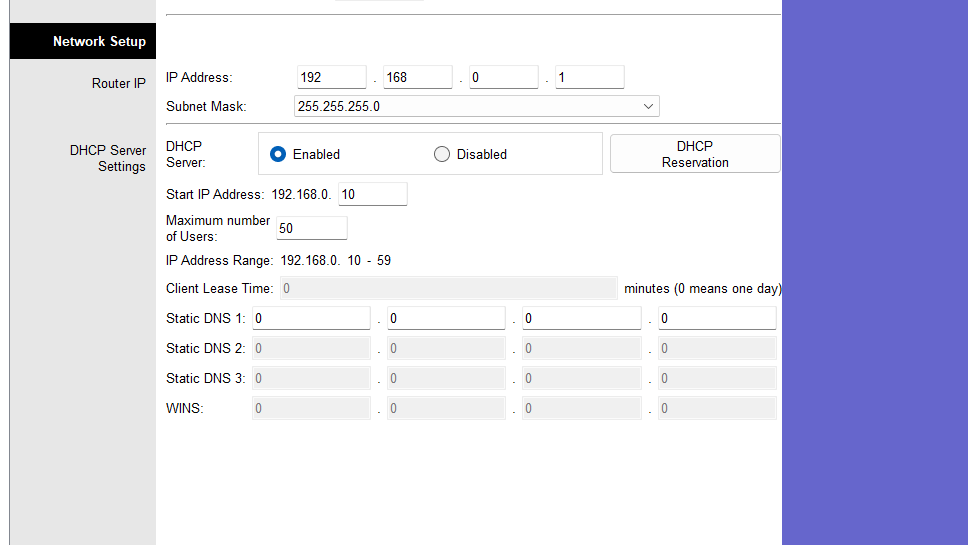 Network Setup
Router IP
IP Address: 192 . 168 . 0 . 1
Subnet Mask: 255.255.255.0
DHCP Server
Settings
DHCP
Server:
Enabled
Disabled
DHCP
Reservation
Start IP Address: 192.168.0. 10
Maximum number
of Users:
50
IP Address Range: 192.168.0. 10 - 59
Client Lease Time: 0 minutes (0 means one day)
Static DNS 1: 0 . 0 . 0 . 0
Static DNS 2: 0 . 0 . 0 . 0
Static DNS 3: 0 . 0 . 0 . 0
WINS: 0 . 0 . 0 . 0